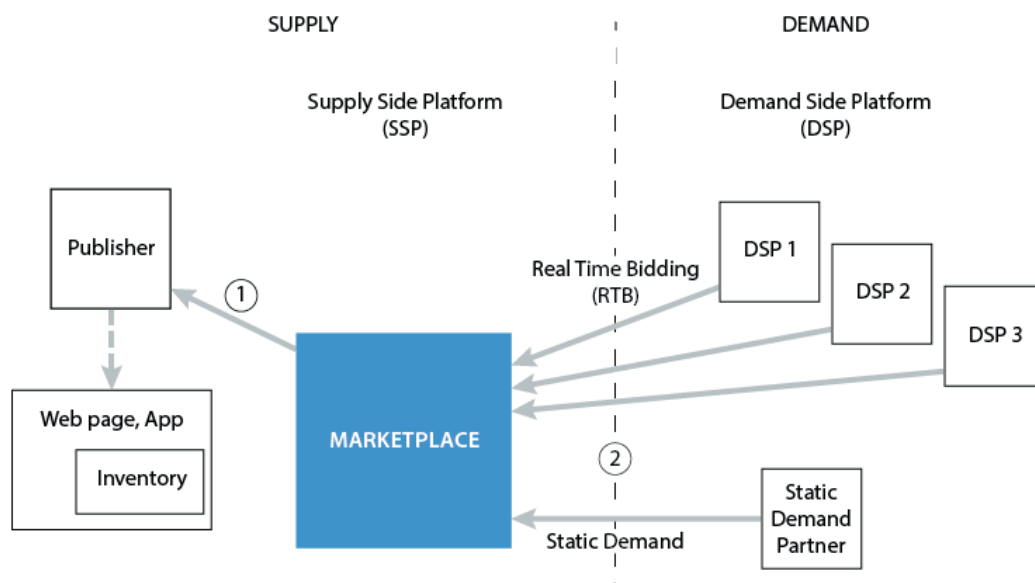 SUPPLY
DEMAND
Supply Side Platform
(SSP)
Demand Side Platform
(DSP)
Publisher
1
Real Time Bidding
(RTB)
DSP 1
DSP 2
DSP 3
Web page, App
Inventory
MARKETPLACE
2
Static Demand
Static
Demand
Partner